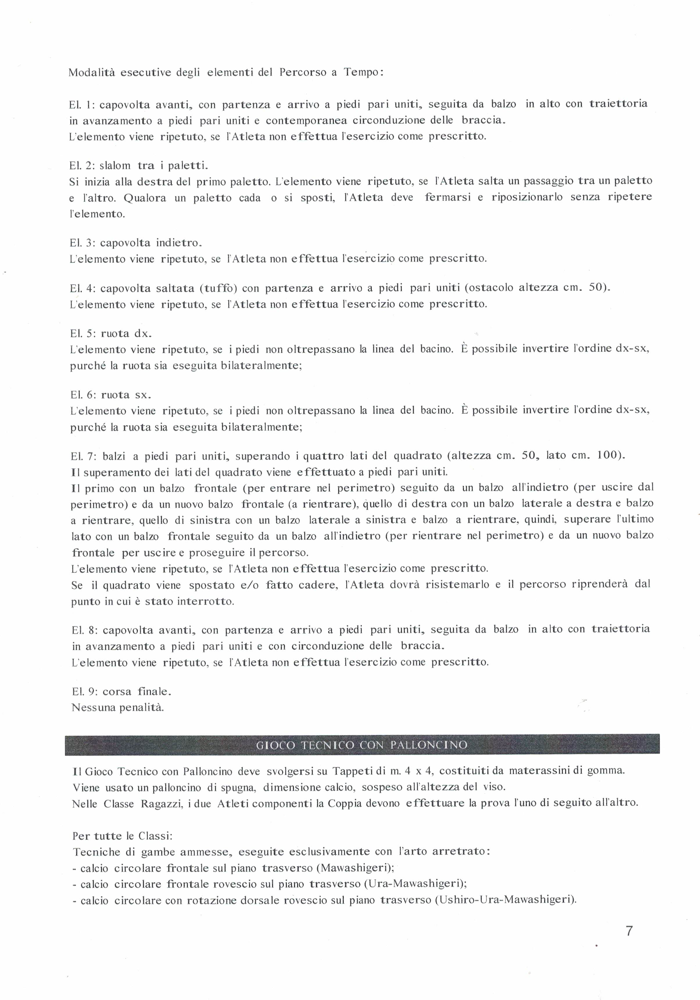 Modalità esecutive degli elementi del Percorso a Tempo:
El. 1: capovolta avanti, con partenza e arrivo a piedi pari uniti, seguita da balzo in alto con traiettoria
in avanzamento a piedi pari uniti e contemporanea circonduzione delle braccia.
L'elemento viene ripetuto, se l'Atleta non effettua l'esercizio come prescritto.
El. 2: slalom tra i paletti.
Si inizia alla destra del primo paletto. L'elemento viene ripetuto, se l'Atleta salta un passaggio tra un paletto
e l'altro. Qualora un paletto cada o si sposti, l'Atleta deve fermarsi e riposizionarlo senza ripetere
l'elemento.
El. 3: capovolta indietro.
L'elemento viene ripetuto, se l'Atleta non effettua l'esercizio come prescritto.
El. 4: capovolta saltata (tuffo) con partenza e arrivo a piedi pari uniti (ostacolo altezza cm. 50).
L'elemento viene ripetuto, se l'Atleta non effettua l'esercizio come prescritto.
El. 5: ruota dx.
L'elemento viene ripetuto, se i piedi non oltrepassano la linea del bacino. È possibile invertire l'ordine dx-sx,
purché la ruota sia eseguita bilateralmente;
El. 6: ruota sx.
L'elemento viene ripetuto, se i piedi non oltrepassano la linea del bacino. È possibile invertire l'ordine dx-sx,
purché la ruota sia eseguita bilateralmente;
El. 7: balzi a piedi pari uniti, superando i quattro lati del quadrato (altezza cm. 50, lato cm. 100).
Il superamento dei lati del quadrato viene effettuato a piedi pari uniti.
Il primo con un balzo frontale (per entrare nel perimetro) seguito da un balzo all'indietro (per uscire dal
perimetro) e da un nuovo balzo frontale (a rientrare), quello di destra con un balzo laterale a destra e balzo
a rientrare, quello di sinistra con un balzo laterale a sinistra e balzo a rientrare, quindi, superare l'ultimo
lato con un balzo frontale seguito da un balzo all'indietro (per rientrare nel perimetro) e da un nuovo balzo
frontale per uscire e proseguire il percorso.
L'elemento viene ripetuto, se l'Atleta non effettua l'esercizio come prescritto.
Se il quadrato viene spostato e/o fatto cadere, l'Atleta dovrà risistemarlo e il percorso riprenderà dal
punto in cui è stato interrotto.
El. 8: capovolta avanti, con partenza e arrivo a piedi pari uniti, seguita da balzo in alto con traiettoria
in avanzamento a piedi pari uniti e con circonduzione delle braccia.
L'elemento viene ripetuto, se l'Atleta non effettua l'esercizio come prescritto.
El. 9: corsa finale.
Nessuna penalità.
GIOCO TECNICO CON PALLONCINO
Il Gioco Tecnico con Palloncino deve svolgersi su Tappeti di m. 4 x 4, costituiti da materassini di gomma.
Viene usato un palloncino di spugna, dimensione calcio, sospeso all'altezza del viso.
Nelle Classe Ragazzi, i due Atleti componenti la Coppia devono effettuare la prova l'uno di seguito all'altro.
Per tutte le Classi:
Tecniche di gambe ammesse, eseguite esclusivamente con l'arto arretrato:
- calcio circolare frontale sul piano trasverso (Mawashigeri);
- calcio circolare frontale rovescio sul piano trasverso (Ura-Mawashigeri);
- calcio circolare con rotazione dorsale rovescio sul piano trasverso (Ushiro-Ura-Mawashigeri).
7